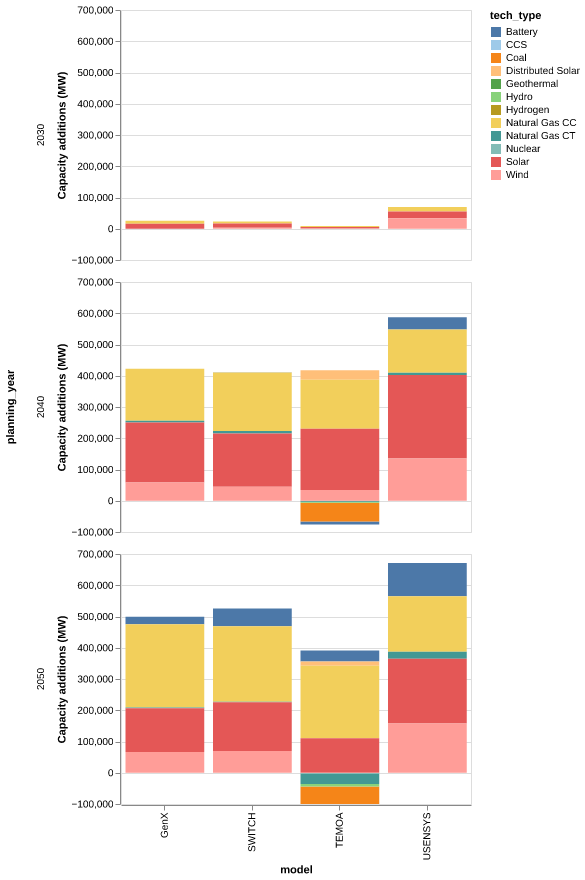 tech_type
Battery
CCS
Coal
Distributed Solar
Geothermal
Hydro
Hydrogen
Natural Gas CC
Natural Gas CT
Nuclear
Solar
Wind
planning_year
2030
Capacity additions (MW)
700,000
600,000
500,000
400,000
300,000
200,000
100,000
0
−100,000
2040
Capacity additions (MW)
700,000
600,000
500,000
400,000
300,000
200,000
100,000
0
−100,000
2050
Capacity additions (MW)
700,000
600,000
500,000
400,000
300,000
200,000
100,000
0
−100,000
GenX
SWITCH
TEMOA
USENSYS
model